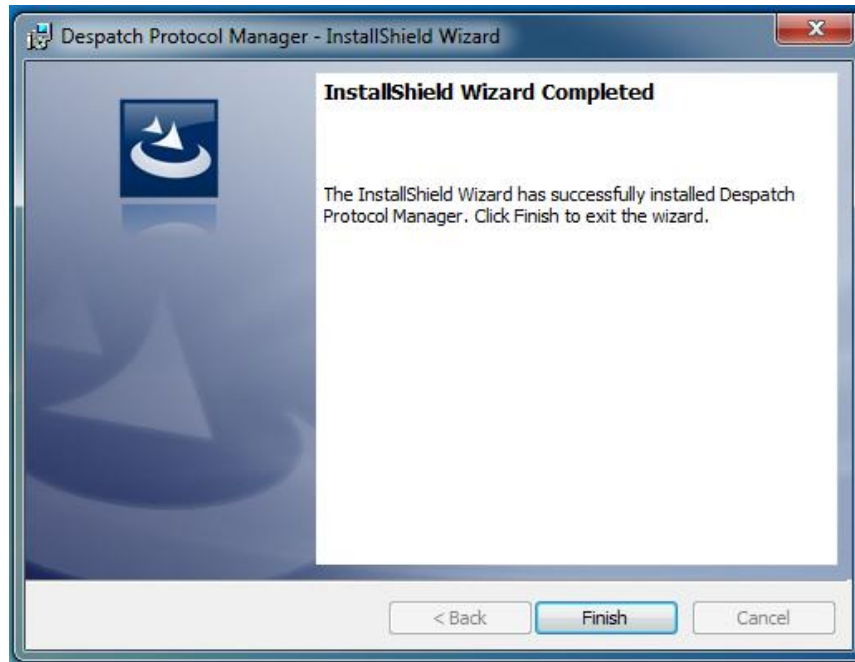 Despatch Protocol Manager - InstallShield Wizard
InstallShield Wizard Completed
The InstallShield Wizard has successfully installed Despatch
Protocol Manager. Click Finish to exit the wizard.
< Back
Finish
Cancel